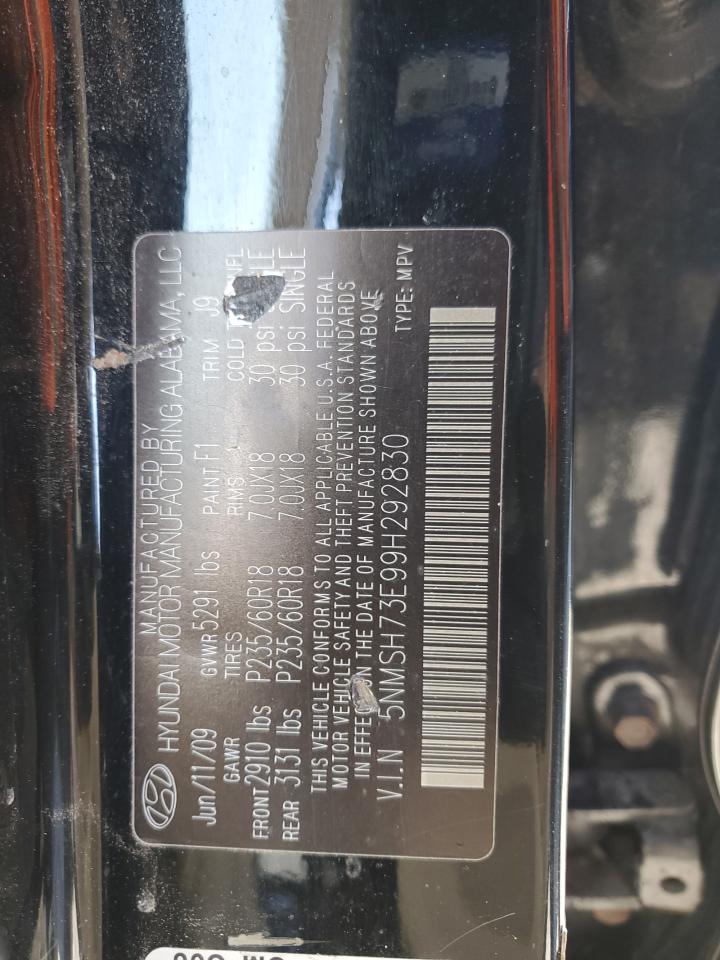 MANUFACTURED BY
HYUNDAI MOTOR MANUFACTURING ALABAMA, LLC
Jun/11/09 GVWR 5291 lbs PAINT F1 TRIM J9
GAWR TIRES RIMS COLD
FRONT 2910 lbs P235/60R18 7.0JX18 30 psi
REAR 3131 lbs P235/60R18 7.0JX18 30 psi SINGLE
THIS VEHICLE CONFORMS TO ALL APPLICABLE U.S.A. FEDERAL
MOTOR VEHICLE SAFETY AND THEFT PREVENTION STANDARDS
IN EFFECT ON THE DATE OF MANUFACTURE SHOWN ABOVE
V.I.N 5NMSH73E99H292830 TYPE: MPV